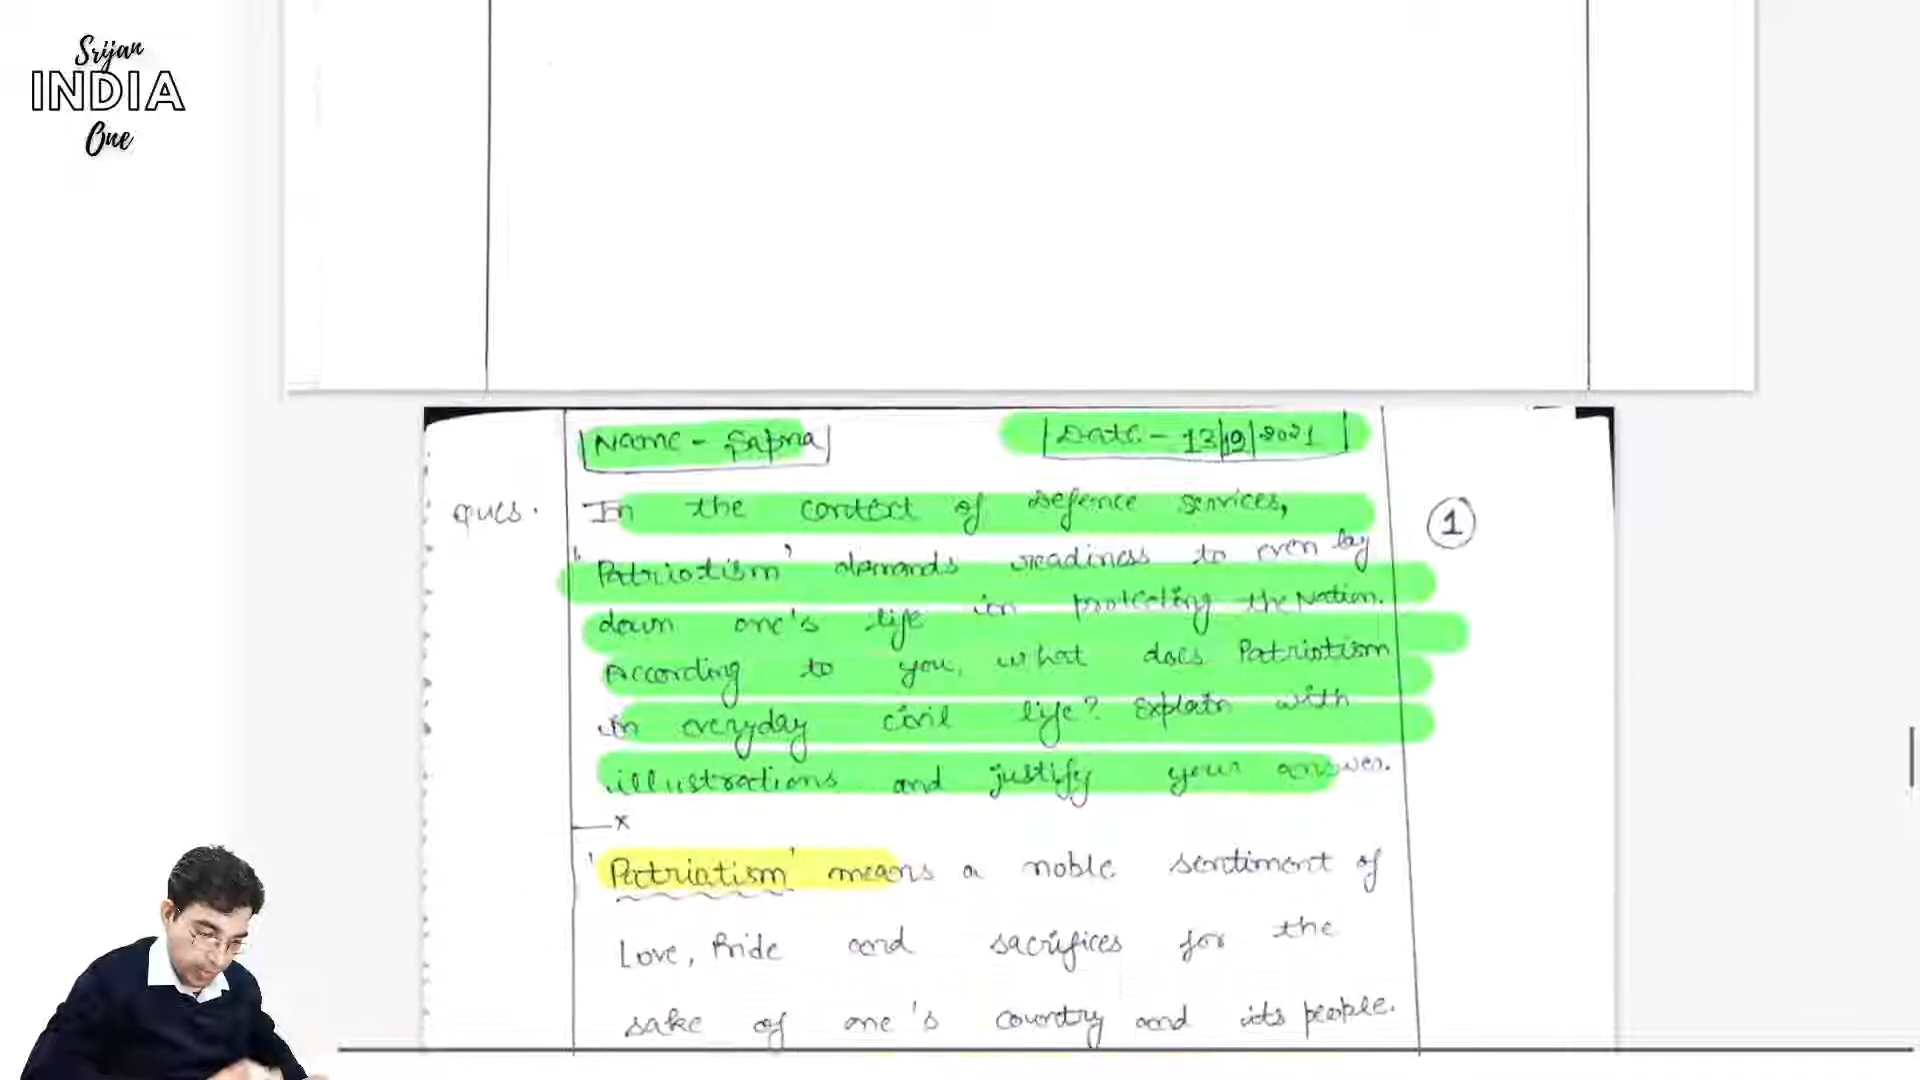 Srijan
INDIA
One
Name - Sapna
Date - 13/12/2021
Ques. In the context of Defence Services,
1
"Patriotism' demands readiness to even lay
down one's life in protecting the Nation.
According to you, what does Patriotism
in everyday civil life? Explain with
illustrations and justify your answer.
'Patriatism' means a noble sentiment of
Love, Pride and sacrifices for the
sake of one's country and its people.